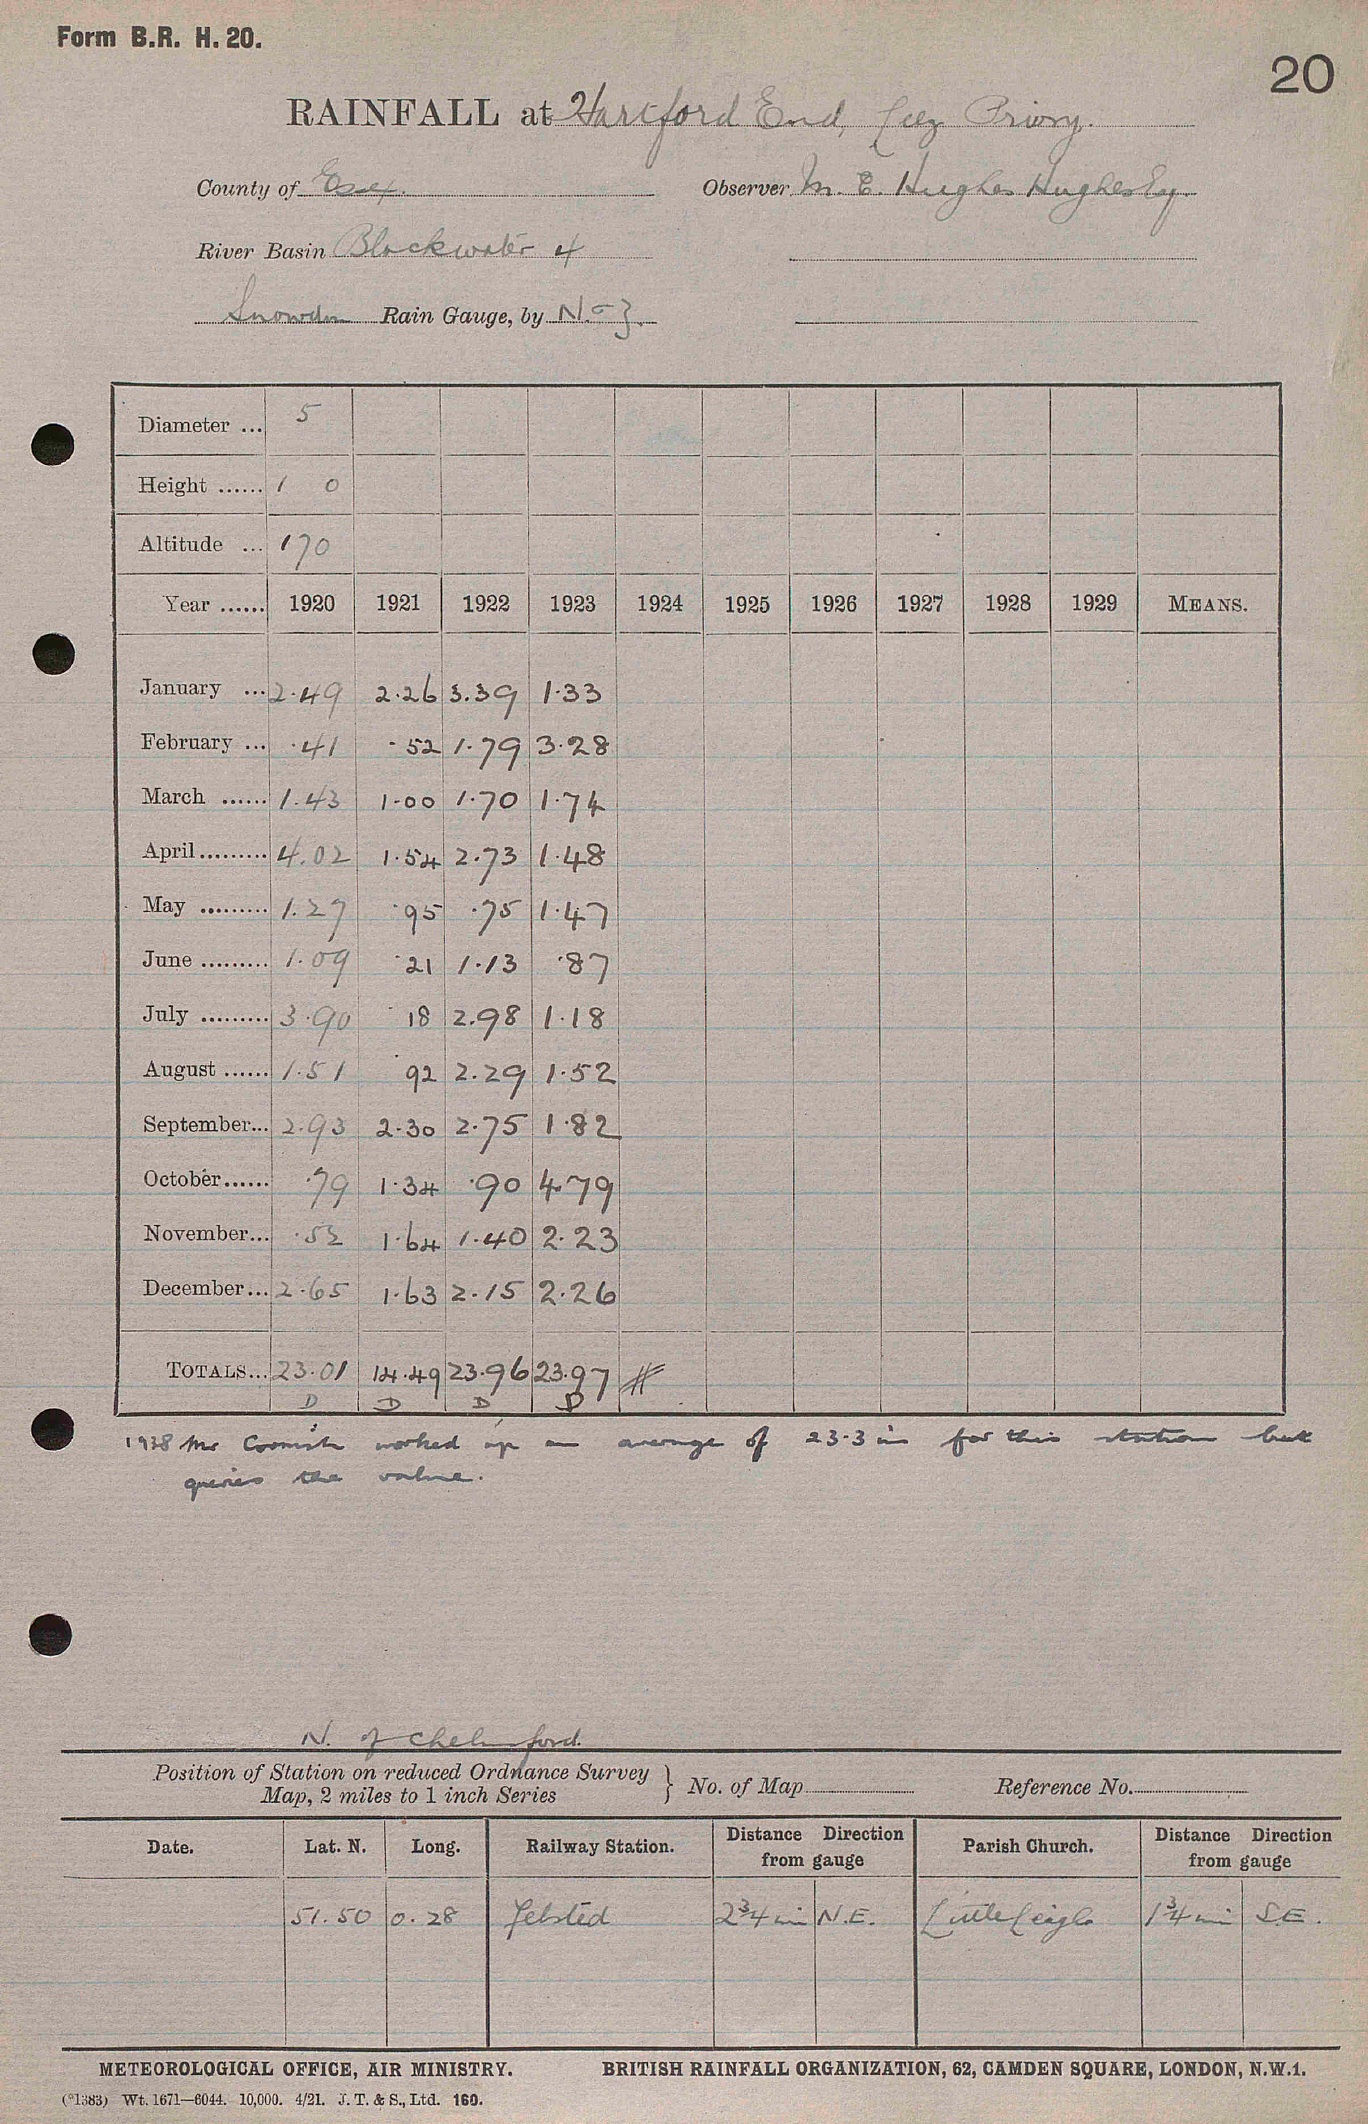 Form B.R. H. 20.
20
RAINFALL at Hartford End, Leez Priory.
County of Essex. Observer M. E. Hughes Hughes Esq.
River Basin Blackwater 4
Snowdon Rain Gauge, by N. & Z.
Diameter ... 5
Height ...... 1 0
Altitude ... 170
Year ...... 1920 1921 1922 1923 1924 1925 1926 1927 1928 1929 MEANS.
January ... 2.49 2.26 3.39 1.33
February ... .41 .52 1.79 3.28
March ...... 1.43 1.00 1.70 1.74
April ......... 4.02 1.54 2.73 1.48
May ......... 1.27 .95 .75 1.47
June ......... 1.09 .21 1.13 .87
July ......... 3.90 .18 2.98 1.18
August ...... 1.51 .92 2.29 1.52
September... 2.93 2.30 2.75 1.82
October...... .79 1.34 .90 4.79
November... .52 1.64 1.40 2.23
December... 2.65 1.63 2.15 2.26
TOTALS... 23.01 14.49 23.96 23.97 #
D D D D
1938 Mr Cornish worked up an average of 23.3 in for this station but
queries the value.
N. of Chelmsford.
Position of Station on reduced Ordnance Survey
Map, 2 miles to 1 inch Series } No. of Map Reference No.
Date. Lat. N. Long. Railway Station. Distance Direction from gauge Parish Church. Distance Direction from gauge
51.50 0.28 Felsted 2¾ mi N.E. Little Leighs 1¾ mi S.E.
METEOROLOGICAL OFFICE, AIR MINISTRY. BRITISH RAINFALL ORGANIZATION, 62, CAMDEN SQUARE, LONDON, N.W.1.
(*1383) Wt. 1671—6044. 10,000. 4/21. J. T. & S., Ltd. 160.